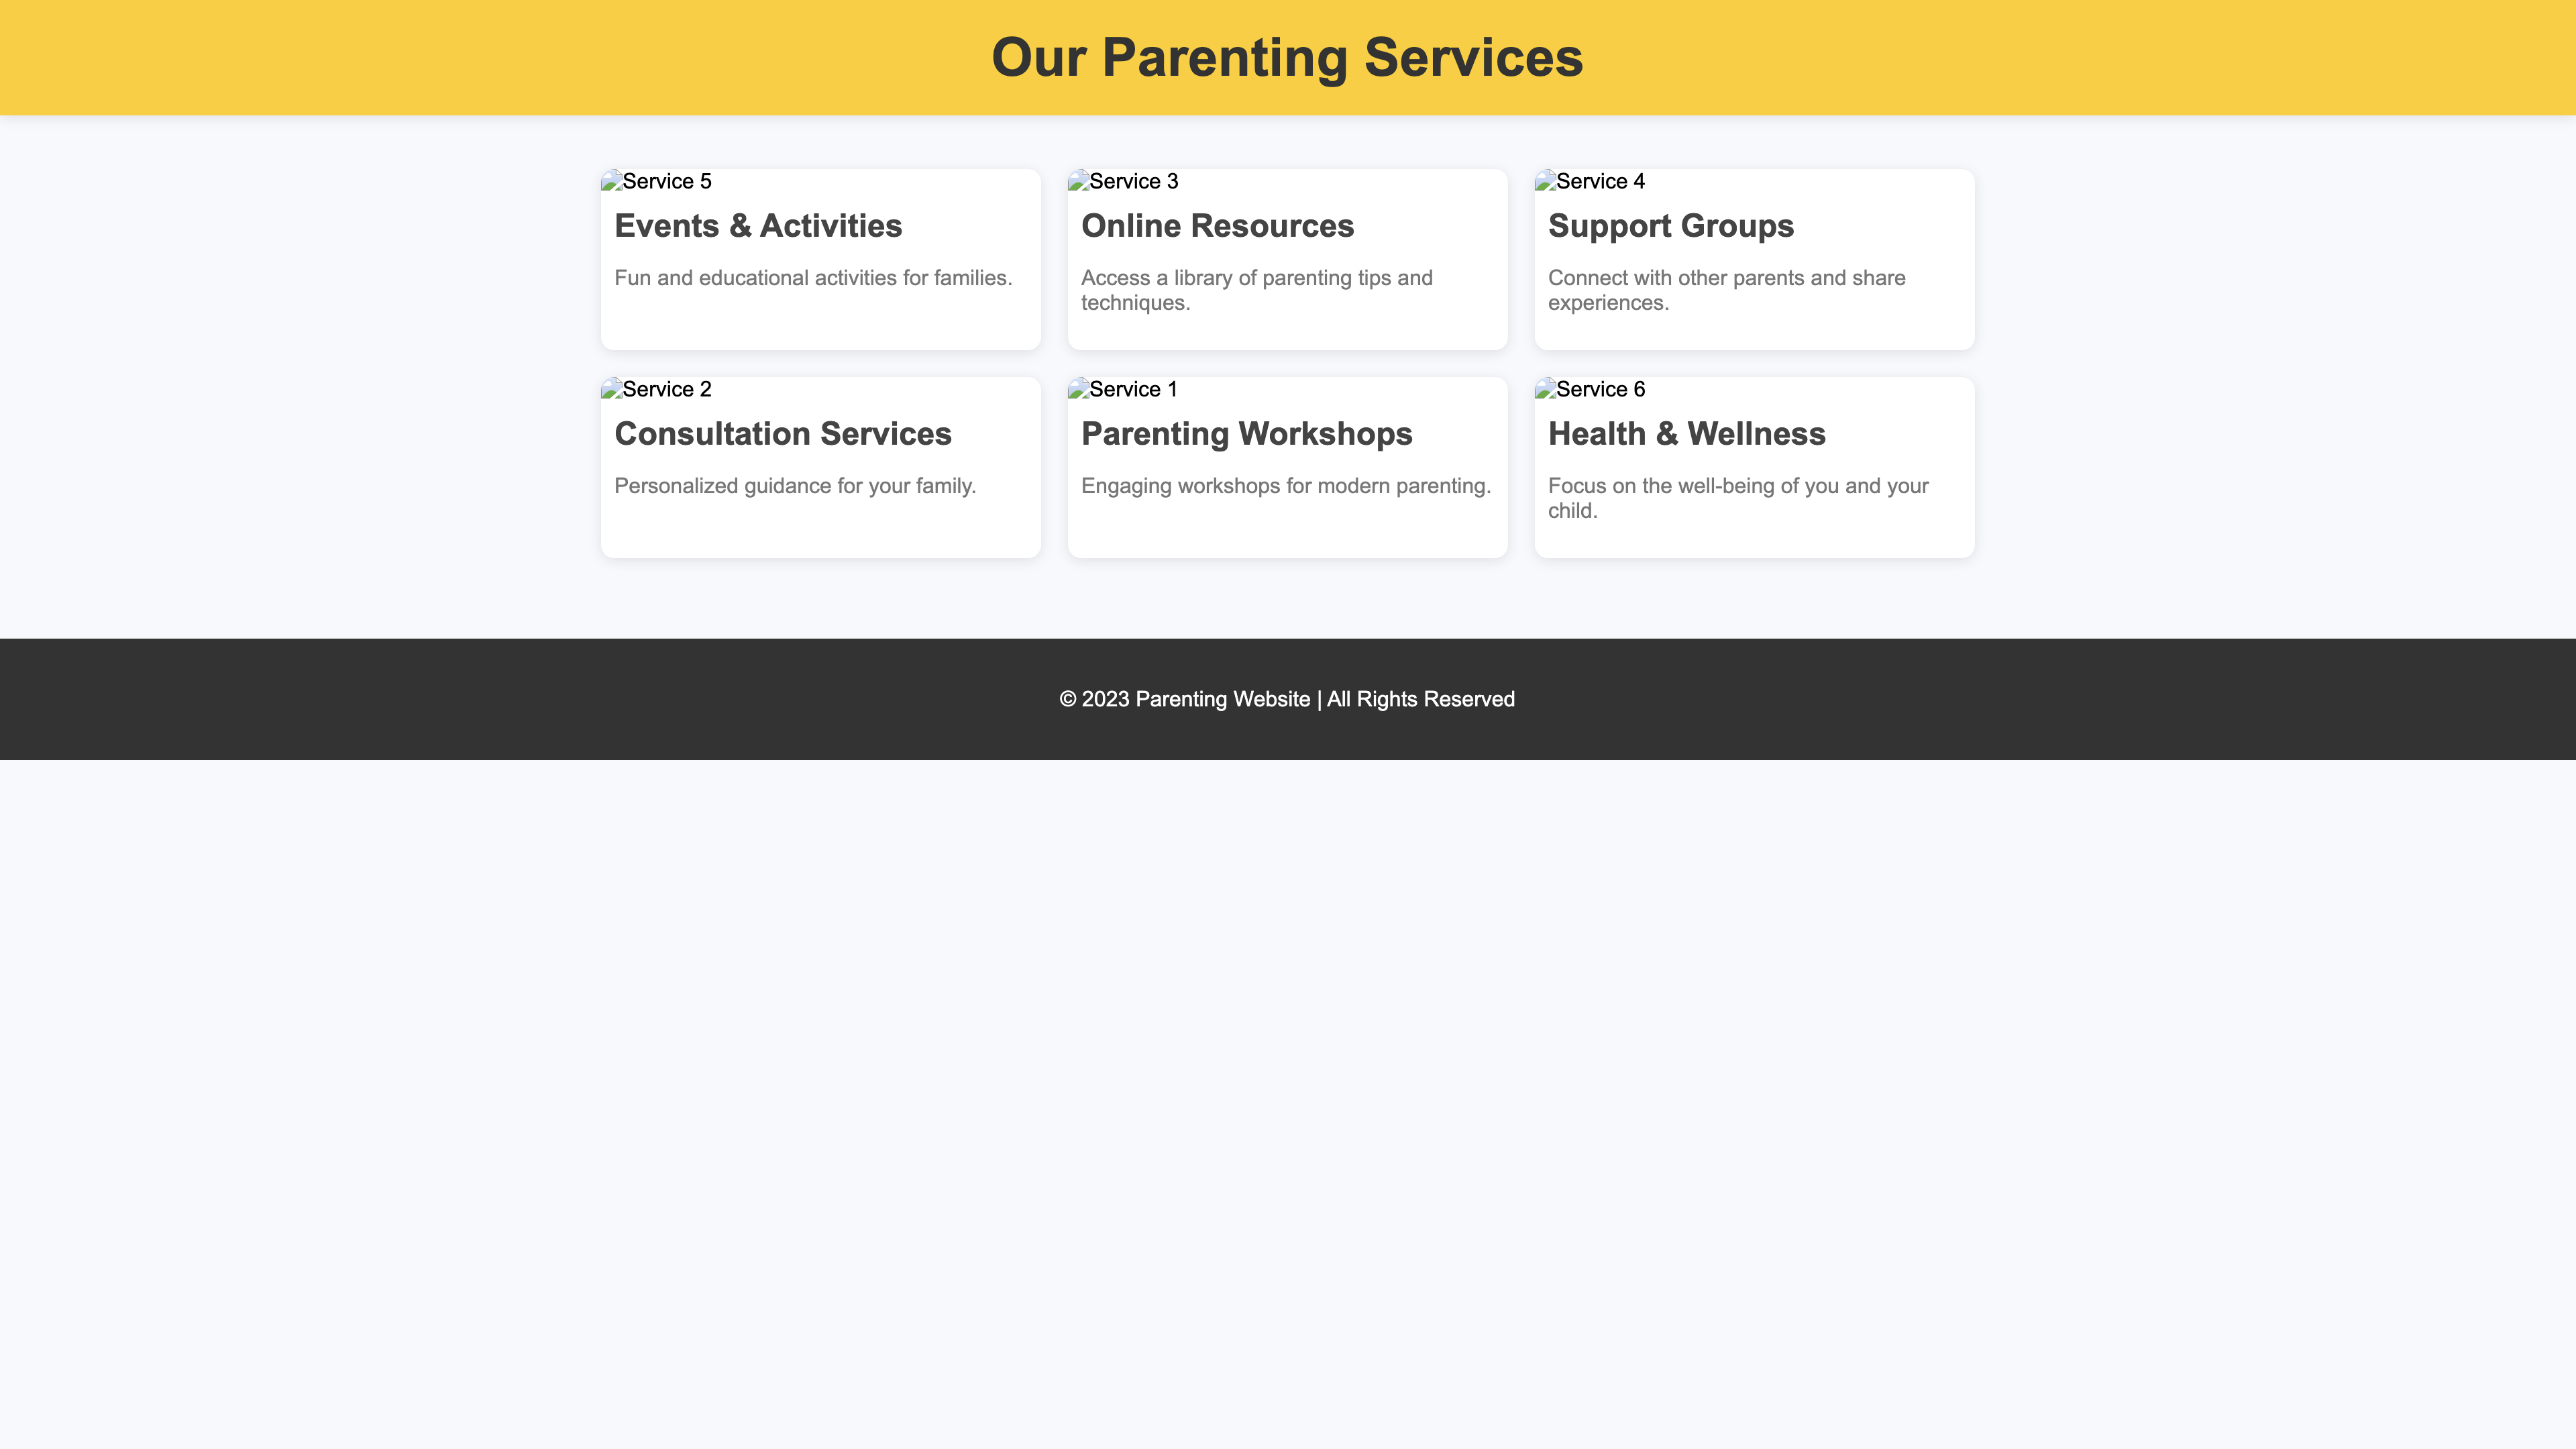 Our Parenting Services
Service 5
Events & Activities
Fun and educational activities for families.
Service 3
Online Resources
Access a library of parenting tips and
techniques.
Service 4
Support Groups
Connect with other parents and share
experiences.
Service 2
Consultation Services
Personalized guidance for your family.
Service 1
Parenting Workshops
Engaging workshops for modern parenting.
Service 6
Health & Wellness
Focus on the well-being of you and your
child.
© 2023 Parenting Website | All Rights Reserved